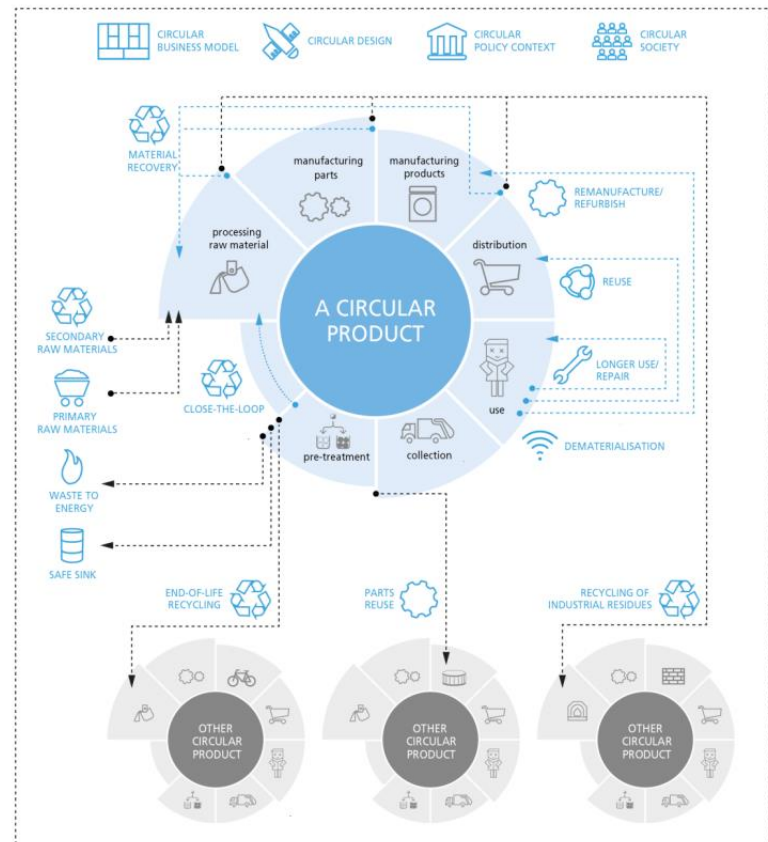 CIRCULAR
BUSINESS MODEL
CIRCULAR DESIGN
CIRCULAR
POLICY CONTEXT
CIRCULAR
SOCIETY
MATERIAL
RECOVERY
manufacturing
parts
manufacturing
products
REMANUFACTURE/
REFURBISH
processing
raw material
distribution
A CIRCULAR
PRODUCT
REUSE
SECONDARY
RAW MATERIALS
LONGER USE/
REPAIR
PRIMARY
RAW MATERIALS
CLOSE-THE-LOOP
use
pre-treatment
collection
DEMATERIALISATION
WASTE TO
ENERGY
SAFE SINK
END-OF-LIFE
RECYCLING
PARTS
REUSE
RECYCLING OF
INDUSTRIAL RESIDUES
OTHER
CIRCULAR
PRODUCT
OTHER
CIRCULAR
PRODUCT
OTHER
CIRCULAR
PRODUCT